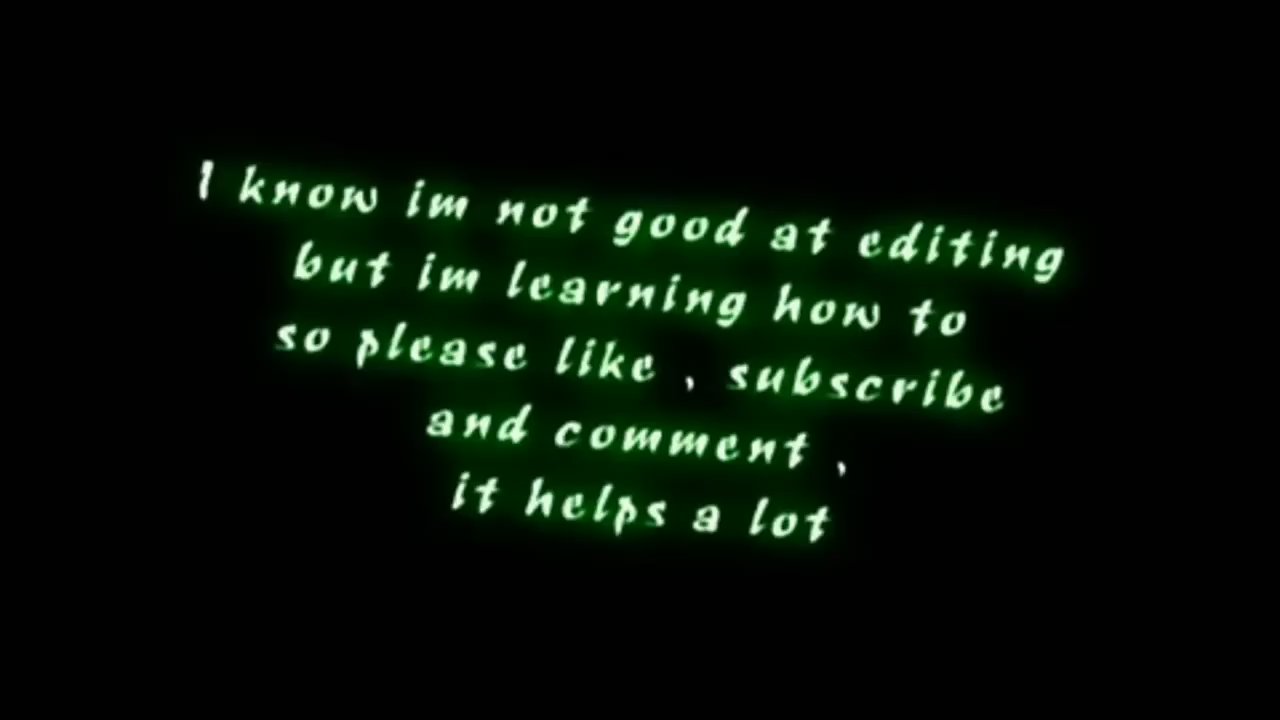 I know im not good at editing
but im learning how to
so please like , subscribe
and comment ,
it helps a lot